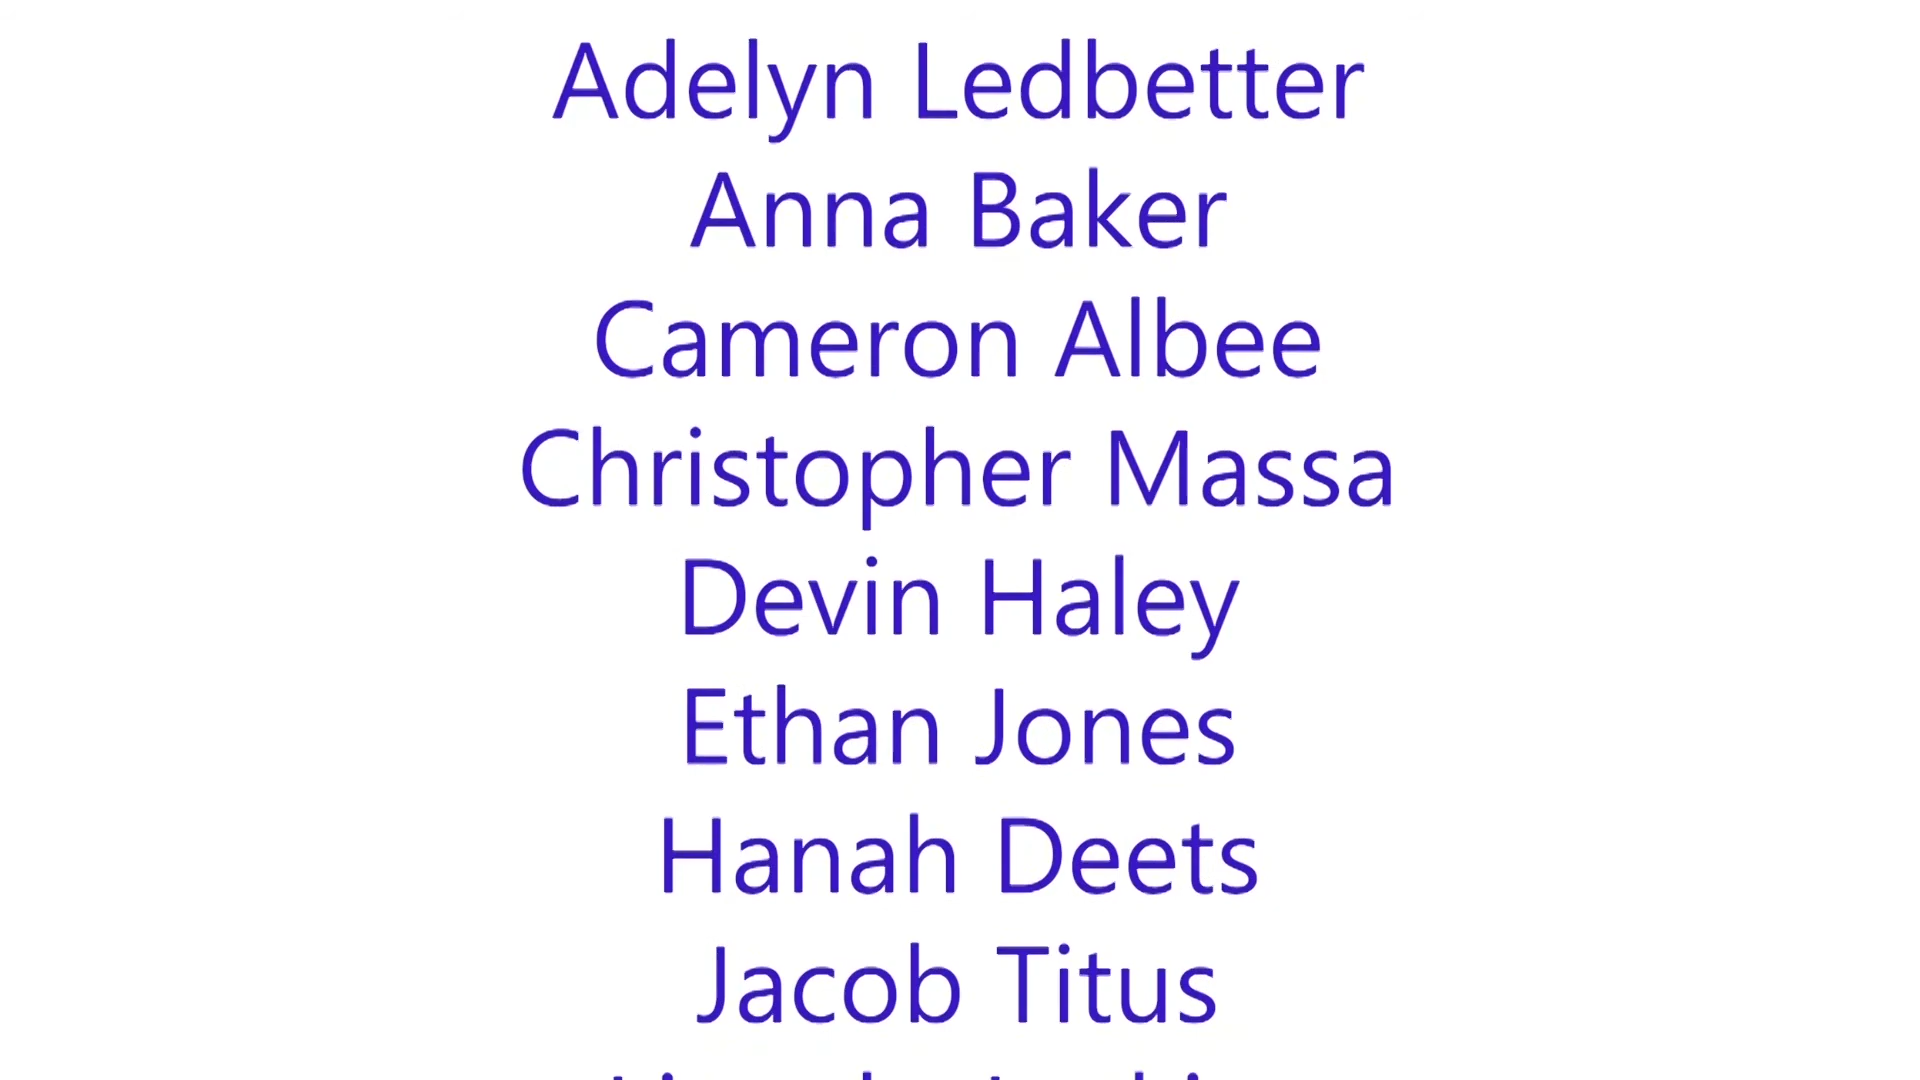 Adelyn Ledbetter
Anna Baker
Cameron Albee
Christopher Massa
Devin Haley
Ethan Jones
Hanah Deets
Jacob Titus